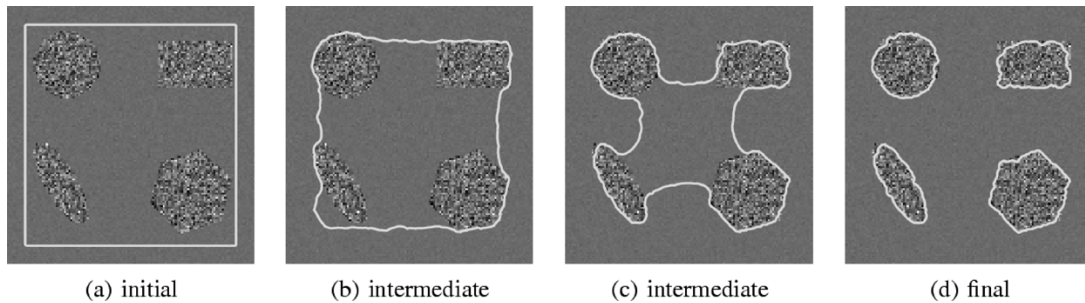 (a) initial
(b) intermediate
(c) intermediate
(d) final